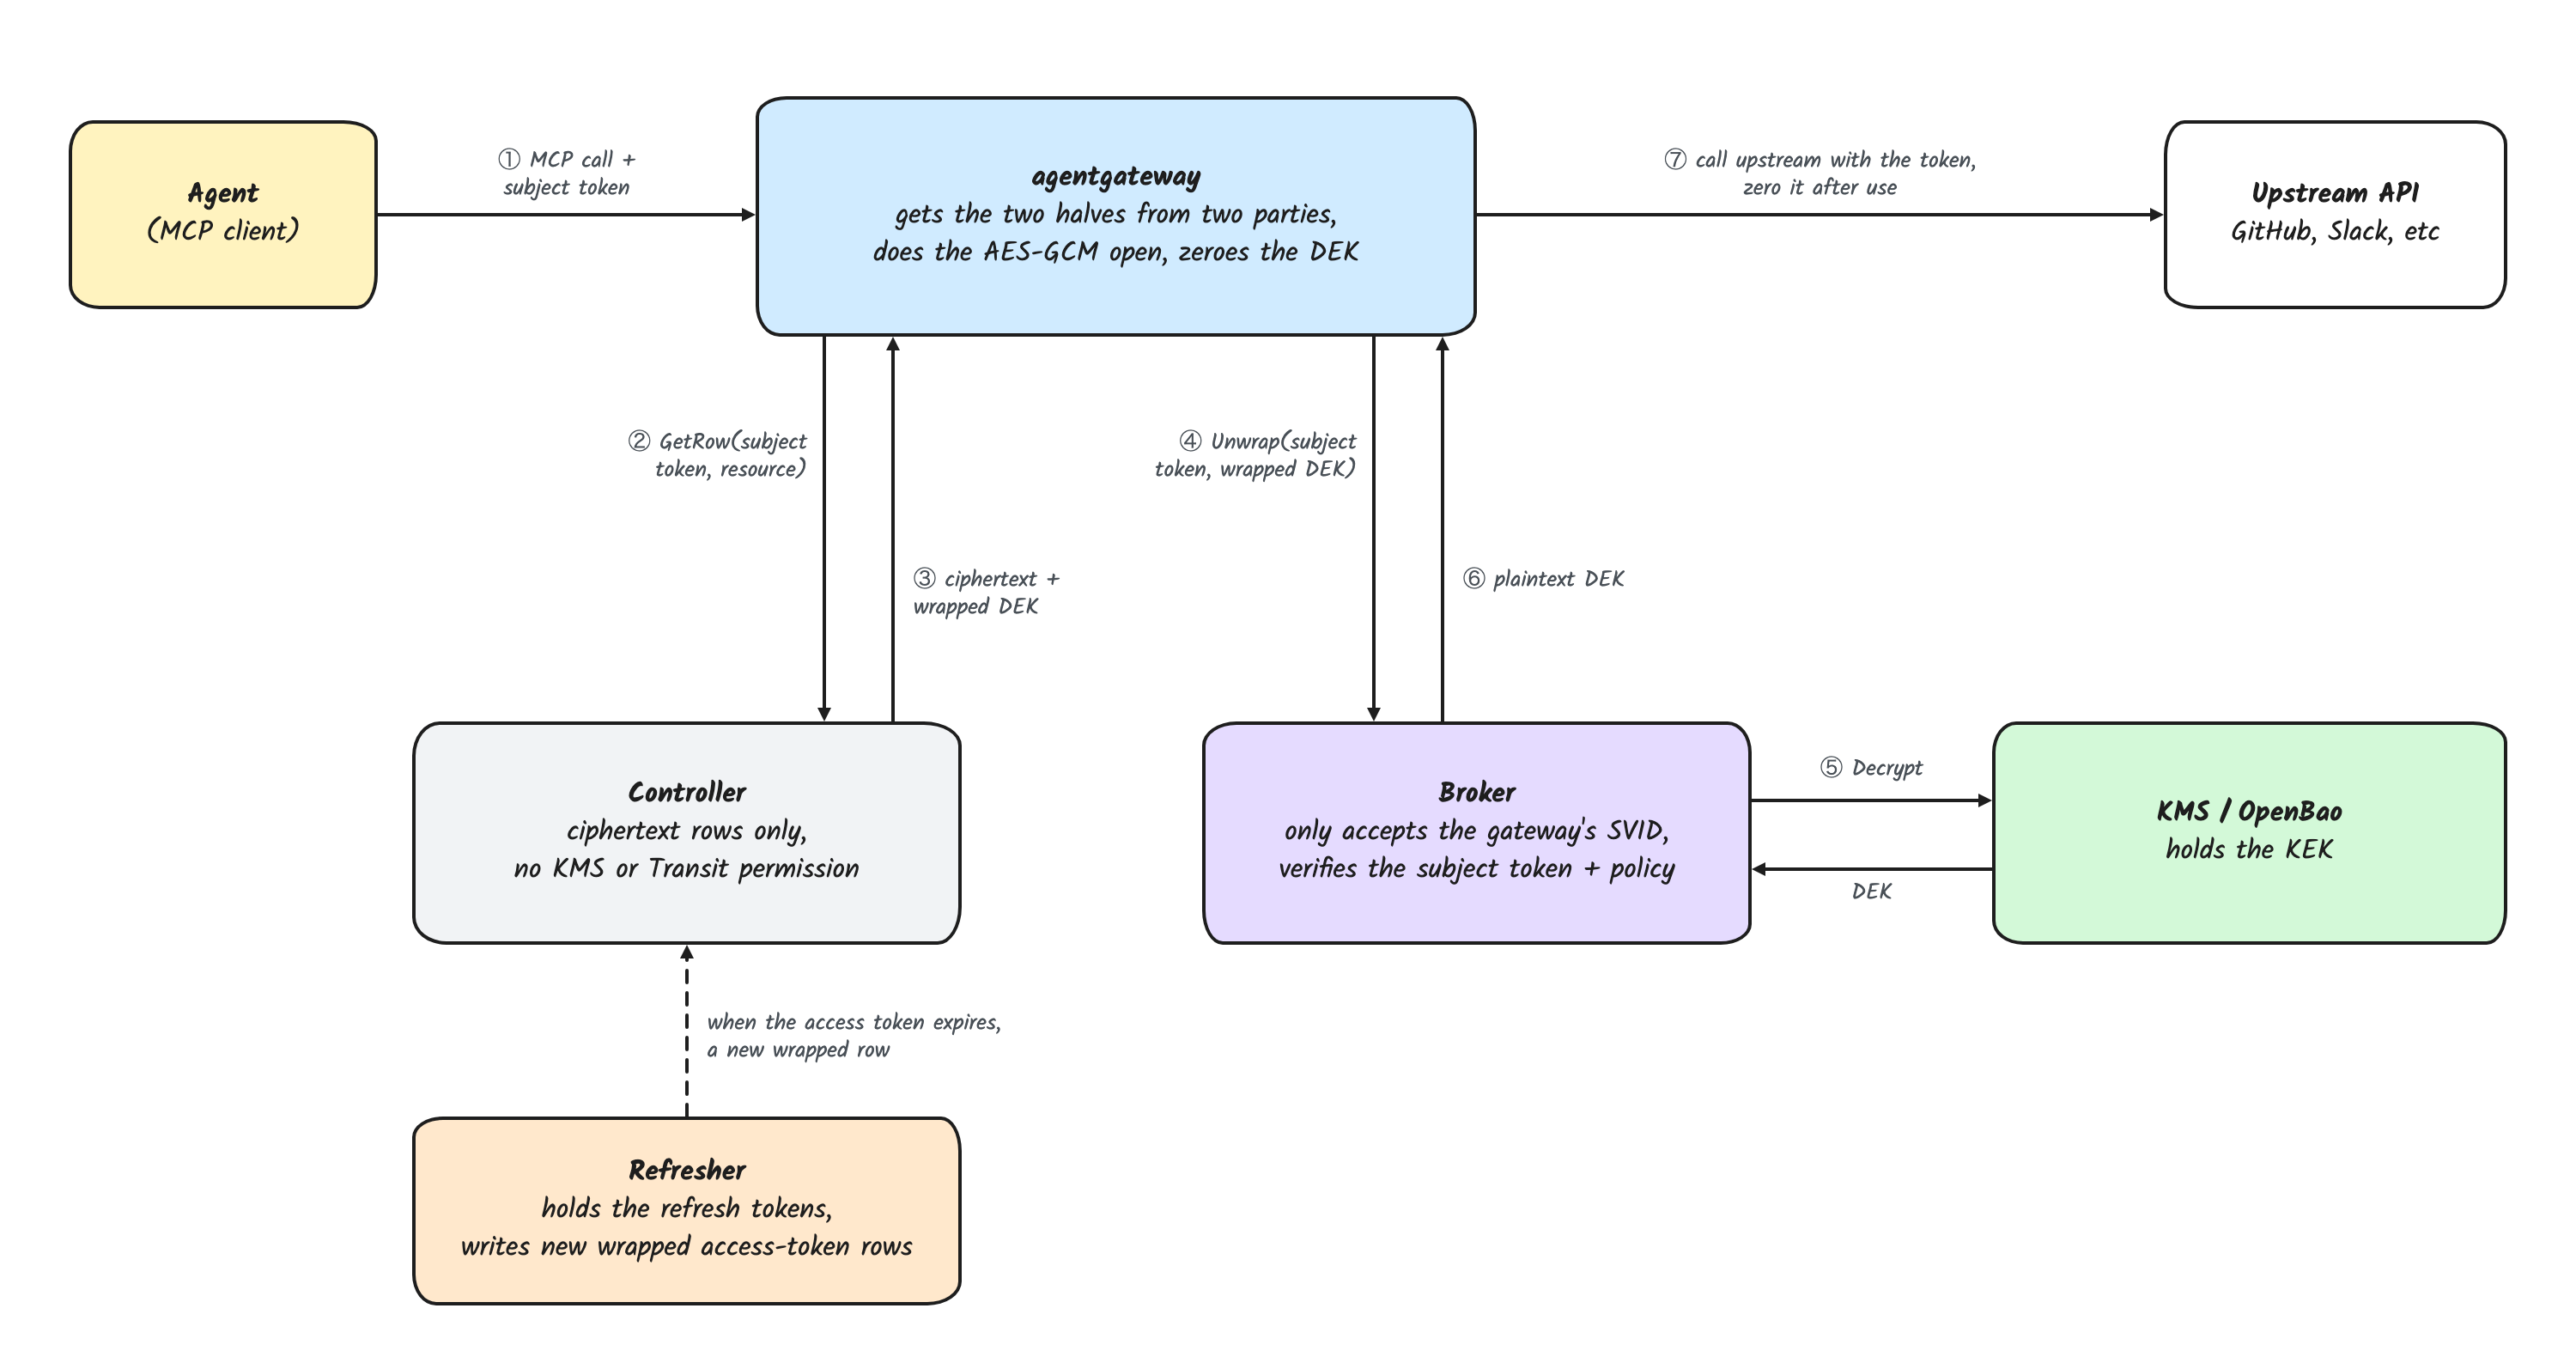 Agent
(MCP client)
① MCP call +
subject token
agentgateway
gets the two halves from two parties,
does the AES-GCM open, zeroes the DEK
⑦ call upstream with the token,
zero it after use
Upstream API
GitHub, Slack, etc
② GetRow(subject
token, resource)
③ ciphertext +
wrapped DEK
④ Unwrap(subject
token, wrapped DEK)
⑥ plaintext DEK
Controller
ciphertext rows only,
no KMS or Transit permission
Broker
only accepts the gateway's SVID,
verifies the subject token + policy
⑤ Decrypt
DEK
KMS / OpenBao
holds the KEK
when the access token expires,
a new wrapped row
Refresher
holds the refresh tokens,
writes new wrapped access-token rows